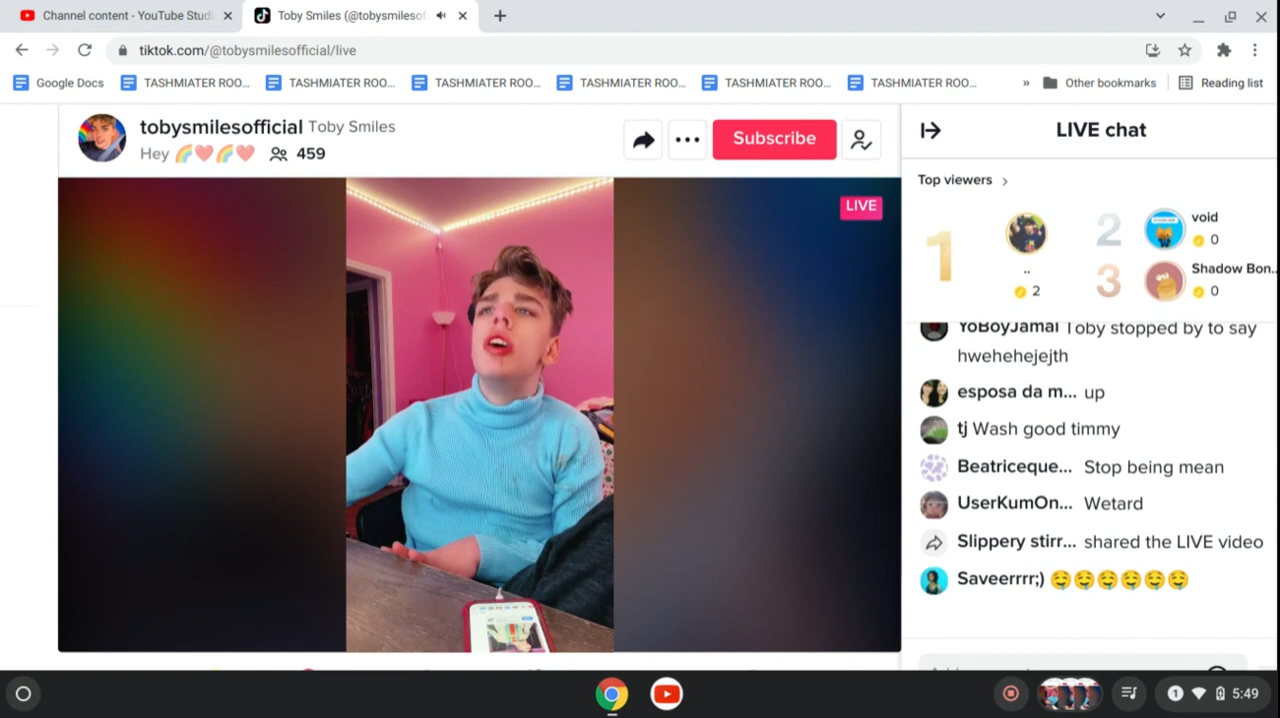 Channel content - YouTube Studi
Toby Smiles (@tobysmilesof
tiktok.com/@tobysmilesofficial/live
Google Docs
TASHMIATER ROO...
TASHMIATER ROO...
TASHMIATER ROO...
TASHMIATER ROO...
TASHMIATER ROO...
TASHMIATER ROO...
»
Other bookmarks
Reading list
tobysmilesofficial Toby Smiles
Hey 🌈❤️🌈❤️ 459
Subscribe
LIVE
LIVE chat
Top viewers
1
..
2
2
void
0
3
Shadow Bon...
0
YoBoyJamal Toby stopped by to say
hwehehejejth
esposa da m... up
tj Wash good timmy
Beatriceque... Stop being mean
UserKumOn... Wetard
Slippery stirr... shared the LIVE video
Saveerrrr;) 🤤🤤🤤🤤🤤🤤
1
5:49